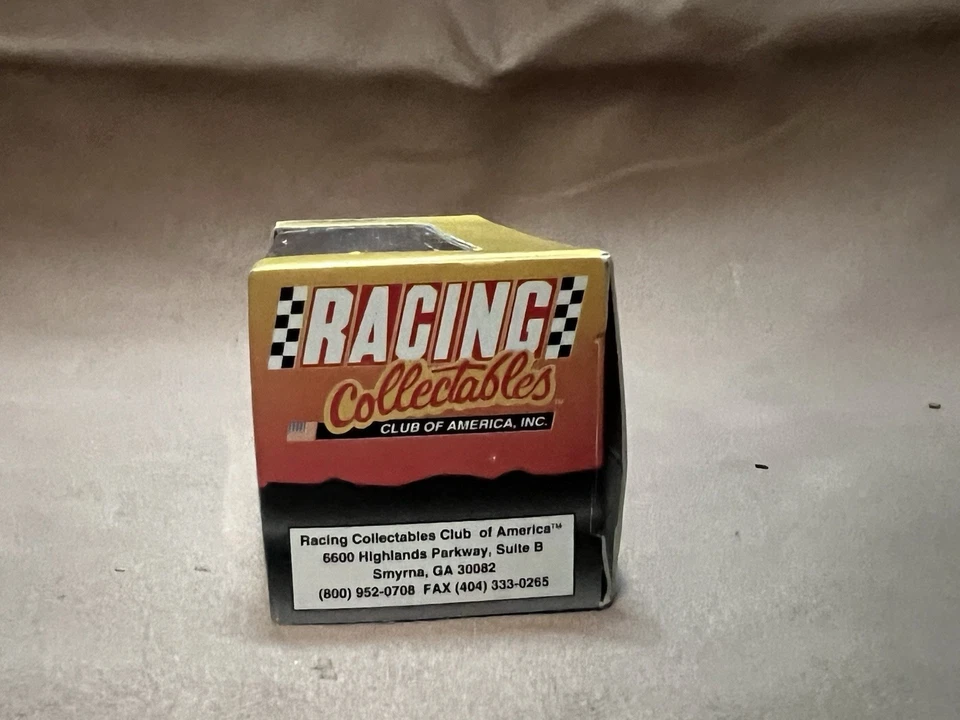 RACING
Collectables™
CLUB OF AMERICA, INC.
Racing Collectables Club of America™
6600 Highlands Parkway, Suite B
Smyrna, GA 30082
(800) 952-0708 FAX (404) 333-0265